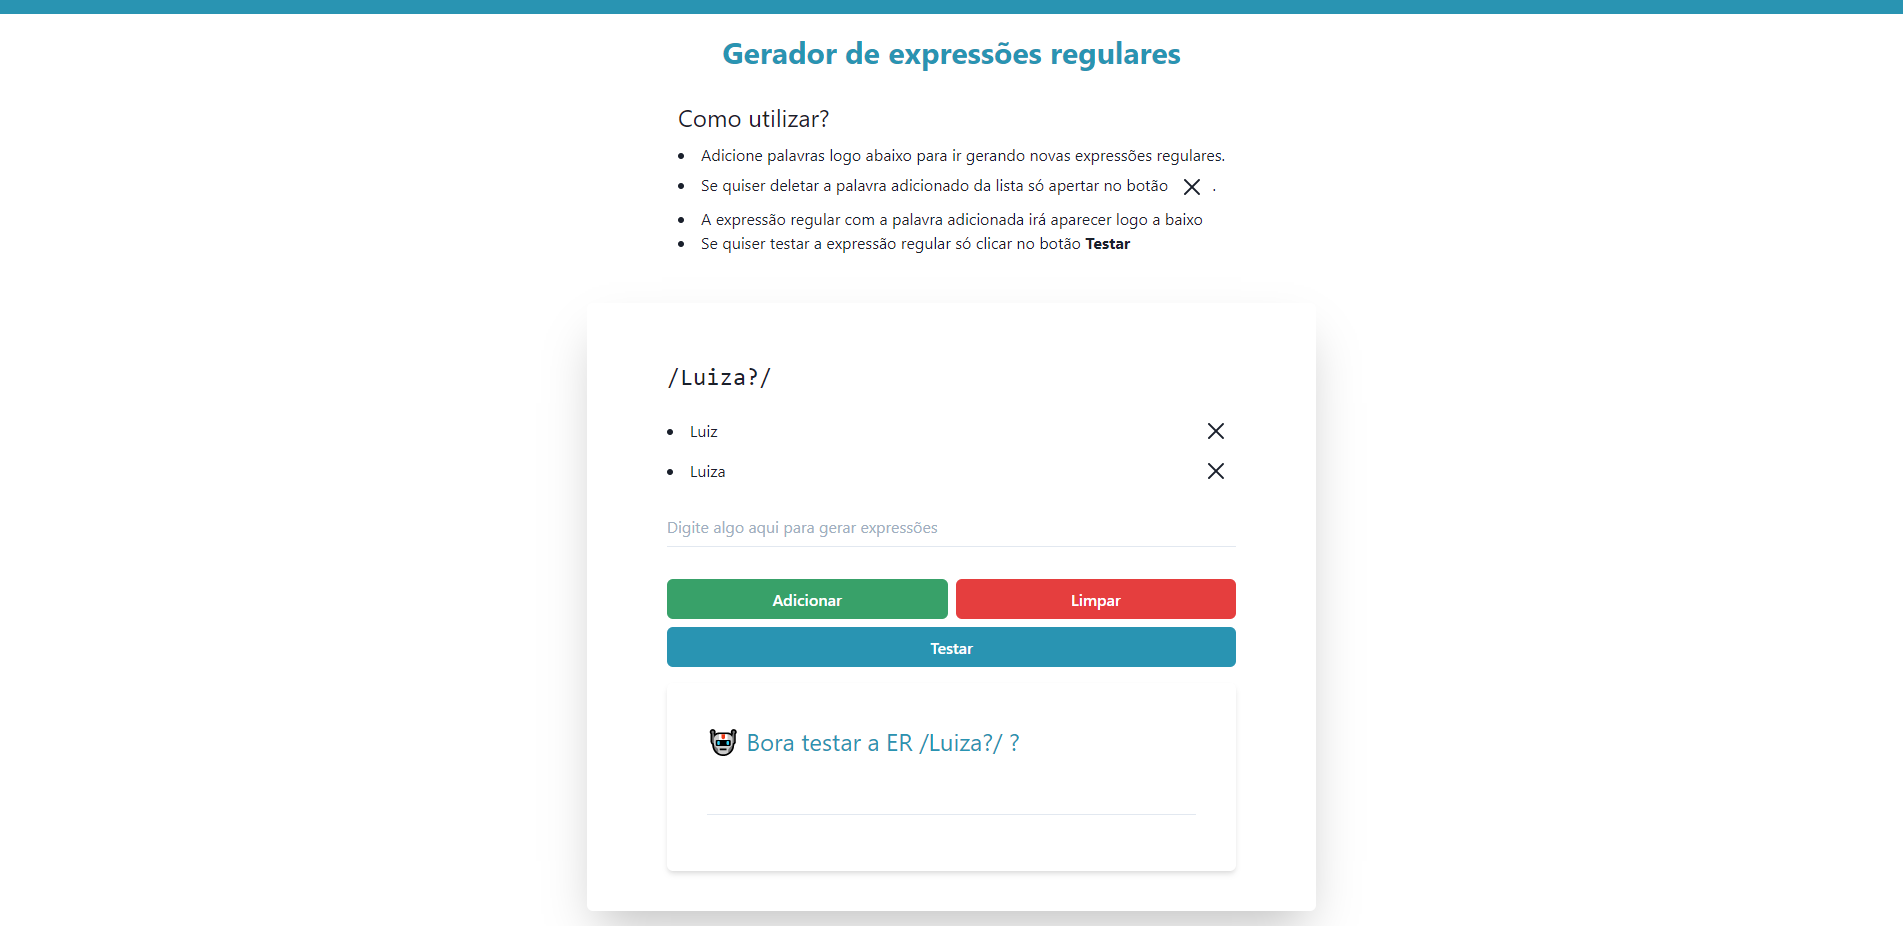 Gerador de expressões regulares
Como utilizar?
Adicione palavras logo abaixo para ir gerando novas expressões regulares.
Se quiser deletar a palavra adicionado da lista só apertar no botão .
A expressão regular com a palavra adicionada irá aparecer logo a baixo
Se quiser testar a expressão regular só clicar no botão Testar
/Luiza?/
Luiz
Luiza
Digite algo aqui para gerar expressões
Adicionar Limpar
Testar
Bora testar a ER /Luiza?/ ?